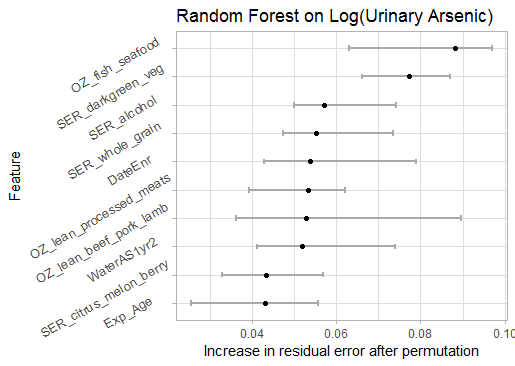 Random Forest on Log(Urinary Arsenic)
OZ_fish_seafood
SER_darkgreen_veg
SER_alcohol
SER_whole_grain
DateEnr
OZ_lean_processed_meats
OZ_lean_beef_pork_lamb
WaterAS1yr2
SER_citrus_melon_berry
Exp_Age
Feature
0.04 0.06 0.08 0.10
Increase in residual error after permutation